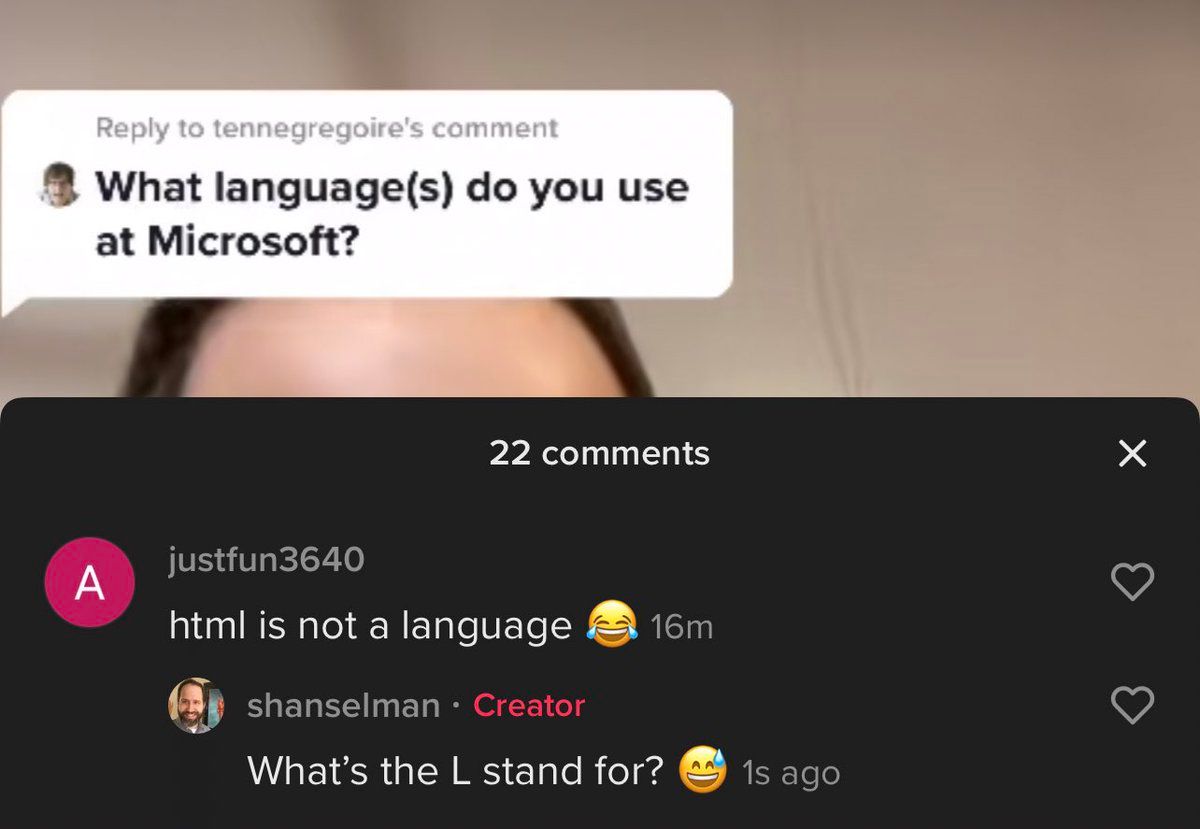 Reply to tennegregoire's comment
What language(s) do you use
at Microsoft?
22 comments
A
justfun3640
html is not a language 😂 16m
shanselman · Creator
What’s the L stand for? 😅 1s ago